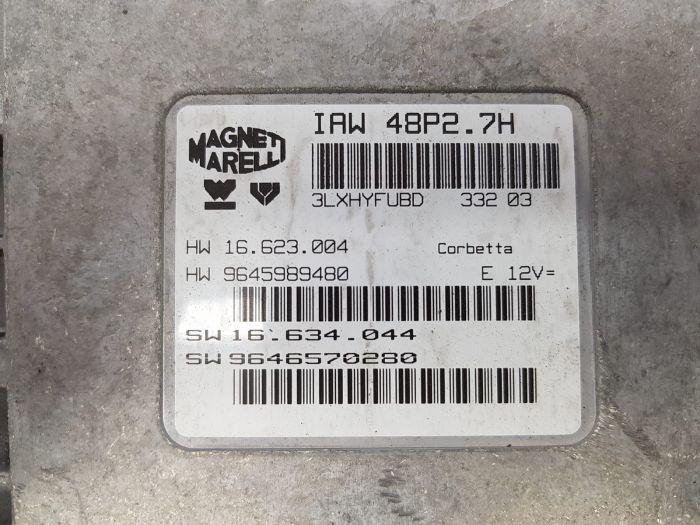 IAW 48P2.7H
MAGNETI
MARELLI
3LXHYFUBD 332 03
HW 16.623.004 Corbetta
HW 9645989480 E 12V=
SW 16.634.044
SW 9646570280